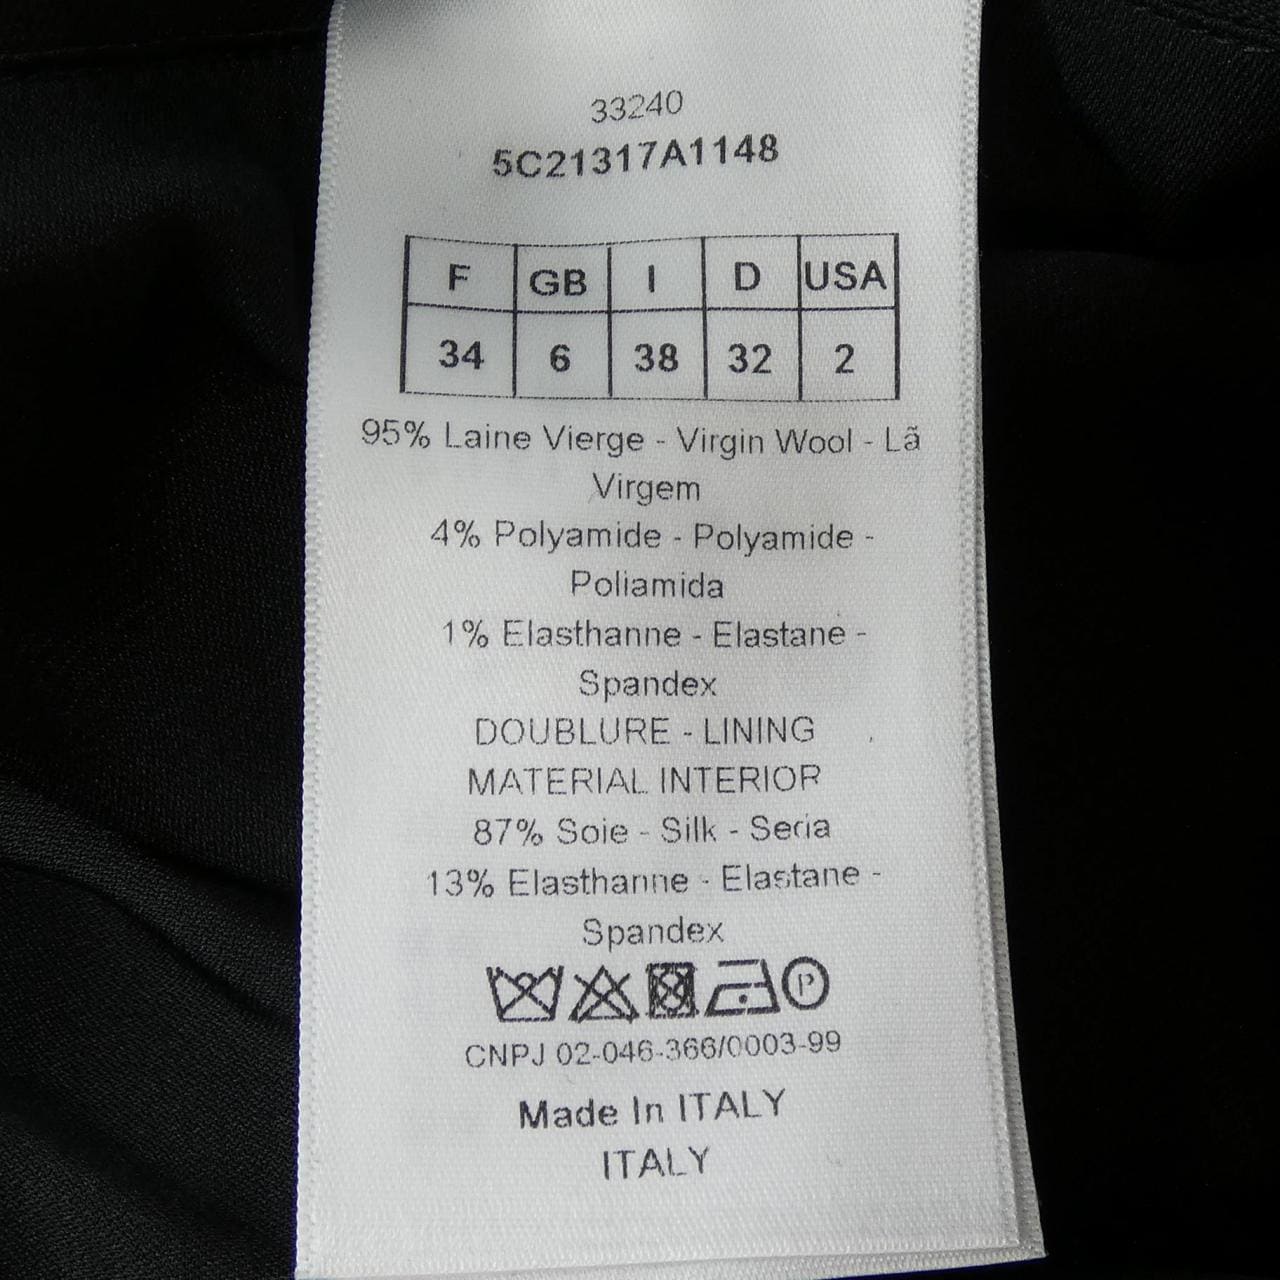 33240
5C21317A1148
F GB I D USA
34 6 38 32 2
95% Laine Vierge - Virgin Wool - Lã
Virgem
4% Polyamide - Polyamide -
Poliamida
1% Elasthanne - Elastane -
Spandex
DOUBLURE - LINING
MATERIAL INTERIOR
87% Soie - Silk - Seda
13% Elasthanne - Elastane -
Spandex
P
CNPJ 02-046-366/0003-99
Made In ITALY
ITALY